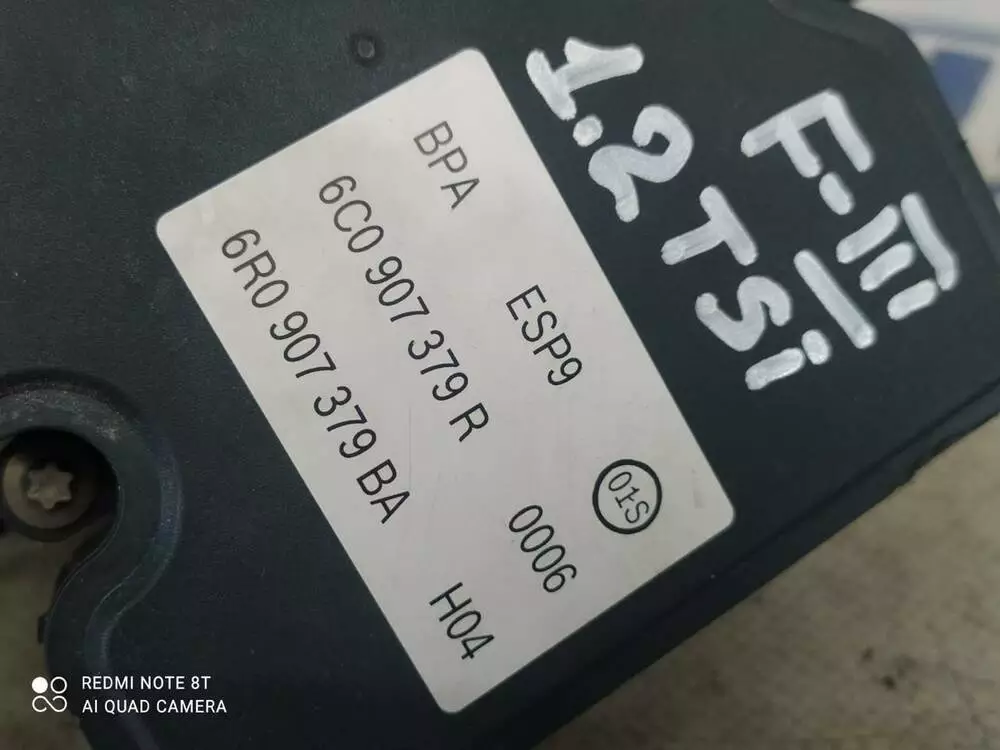 BPA ESP9 01S
6C0 907 379 R 0006
6R0 907 379 BA H04
F-III
1.2 TSi
REDMI NOTE 8T
AI QUAD CAMERA